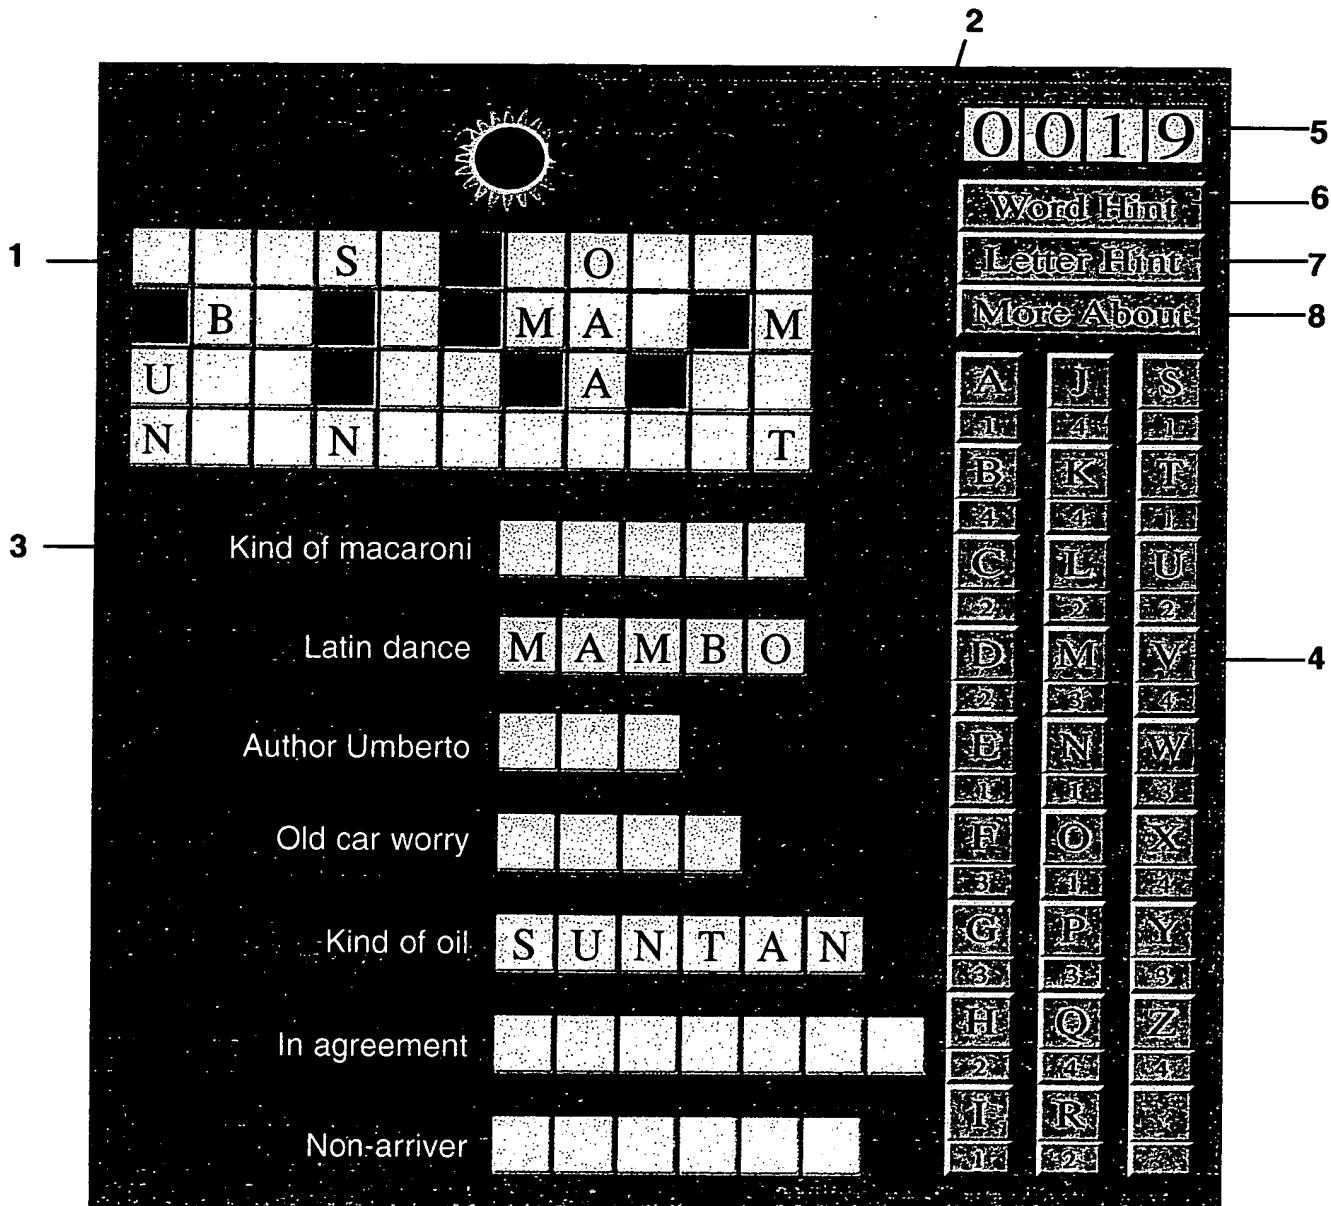 2
0019
5
Word Hint
6
1
S O
Letter Hint
7
B M A M
More About
8
U A
N N T
A J S
1 4 1
B K T
4 4 1
3
Kind of macaroni
C L U
2 2 2
Latin dance MAMBO
D M V
4
2 3 4
Author Umberto
E N W
1 1 3
Old car worry
F O X
3 1 4
Kind of oil SUNTAN
G P Y
3 3 3
In agreement
H Q Z
2 4 4
Non-arriver
I R
1 2